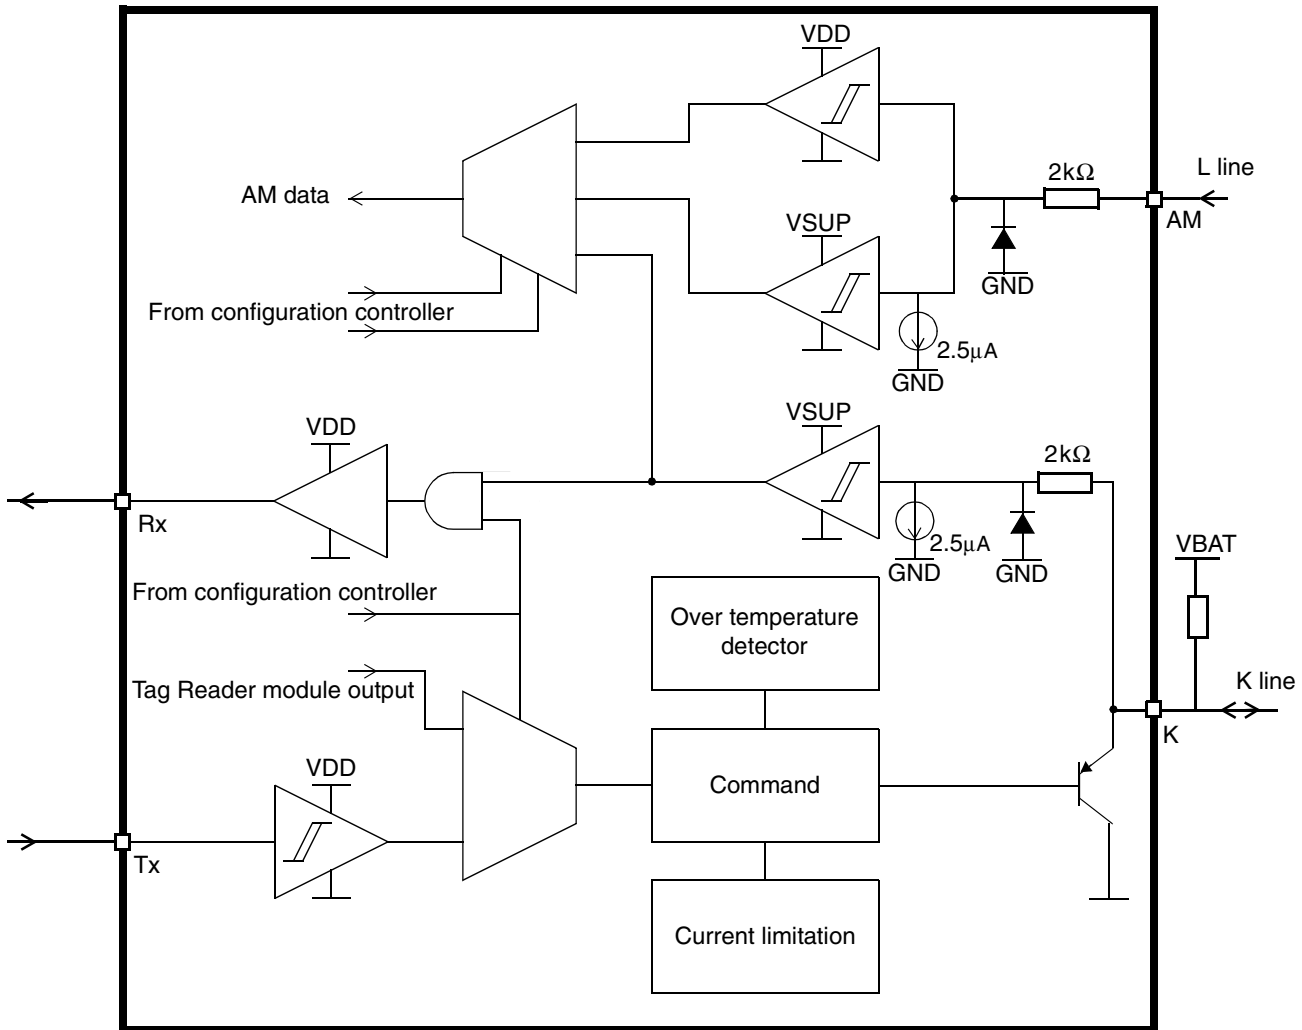 VDD
L line
2kΩ
AM data
AM
VSUP
GND
From configuration controller
2.5μA
GND
VSUP
VDD
2kΩ
Rx
2.5μA
VBAT
GND
GND
From configuration controller
Over temperature
detector
Tag Reader module output
K line
K
VDD
Command
Tx
Current limitation